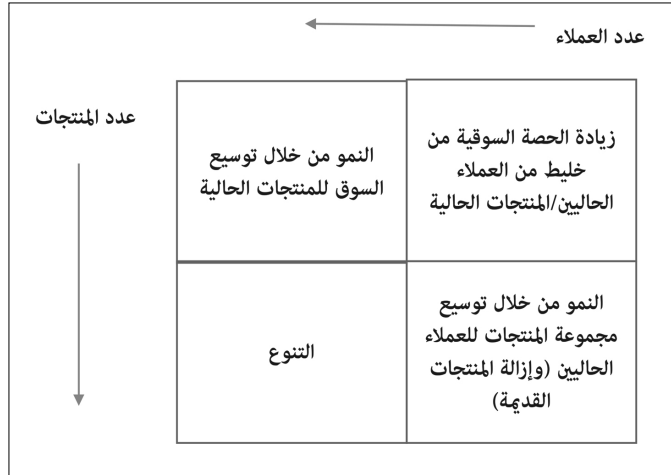 عدد العملاء
عدد المنتجات
زيادة الحصة السوقية من
خليط من العملاء
الحاليين/المنتجات الحالية
النمو من خلال توسيع
السوق للمنتجات الحالية
النمو من خلال توسيع
مجموعة المنتجات للعملاء
الحاليين (وإزالة المنتجات
القديمة)
التنوع